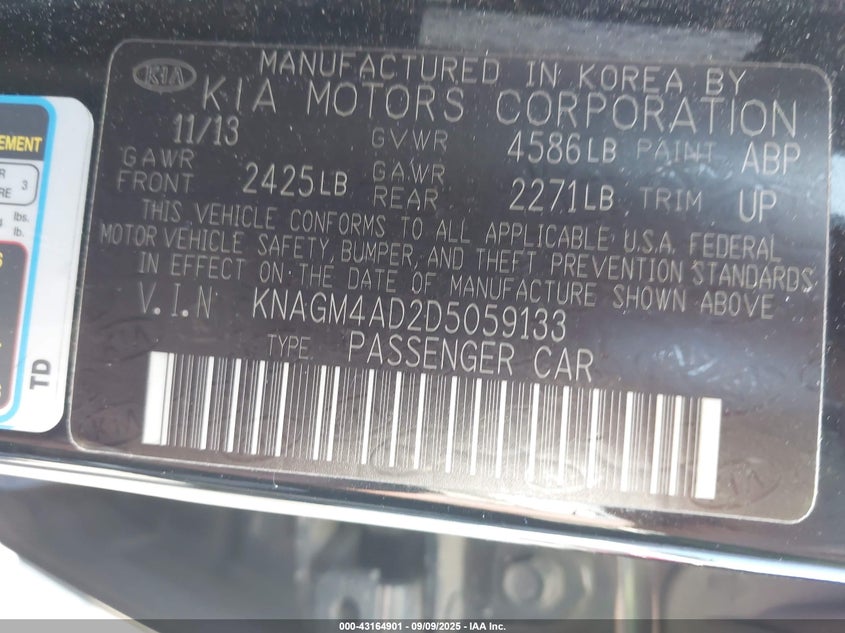 KIA
MANUFACTURED IN KOREA BY
KIA MOTORS CORPORATION
11/13 GVWR 4586LB PAINT ABP
GAWR FRONT 2425LB GAWR REAR 2271LB TRIM UP
THIS VEHICLE CONFORMS TO ALL APPLICABLE U.S.A. FEDERAL
MOTOR VEHICLE SAFETY, BUMPER, AND THEFT PREVENTION STANDARDS
IN EFFECT ON THE DATE OF MANUFACTURE SHOWN ABOVE
V.I.N KNAGM4AD2D5059133
TYPE: PASSENGER CAR
3
lbs.
lb.
TD
000-43164901 - 09/09/2025 - IAA Inc.